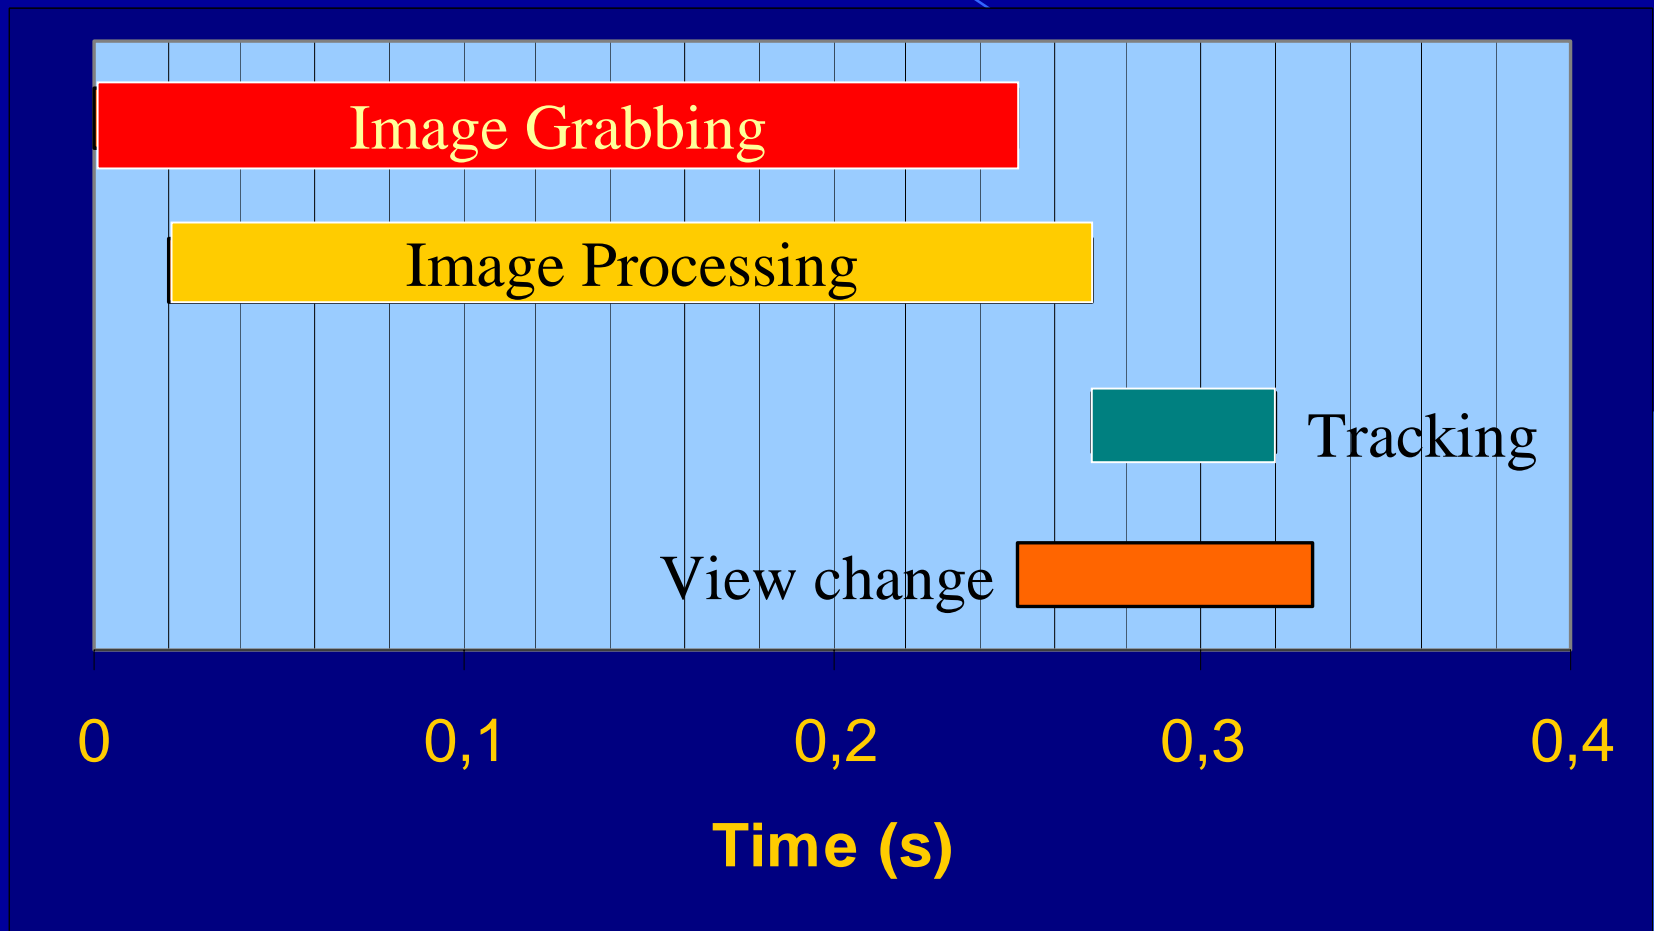 Image Grabbing
Image Processing
Tracking
View change
0 0,1 0,2 0,3 0,4
Time (s)